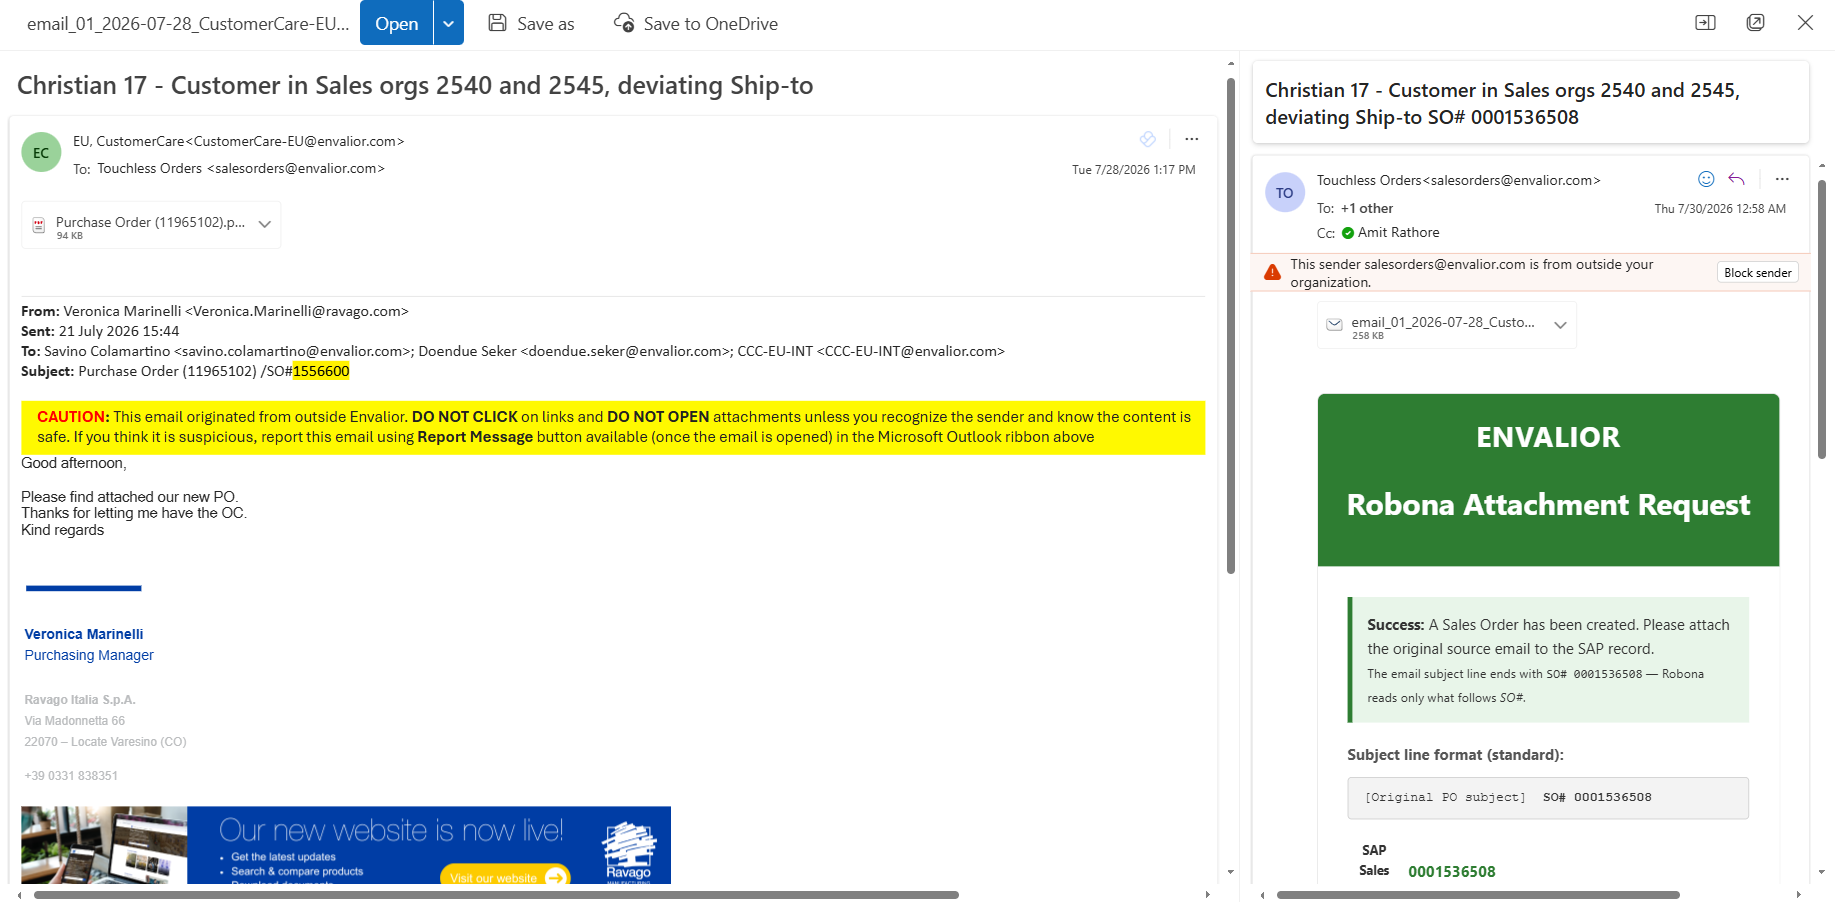 email_01_2026-07-28_CustomerCare-EU...
Open
Save as
Save to OneDrive
Christian 17 - Customer in Sales orgs 2540 and 2545, deviating Ship-to
EC
EU, CustomerCare<CustomerCare-EU@envalior.com>
To: Touchless Orders <salesorders@envalior.com>
Tue 7/28/2026 1:17 PM
Purchase Order (11965102).p...
94 KB
From: Veronica Marinelli <Veronica.Marinelli@ravago.com>
Sent: 21 July 2026 15:44
To: Savino Colamartino <savino.colamartino@envalior.com>; Doendue Seker <doendue.seker@envalior.com>; CCC-EU-INT <CCC-EU-INT@envalior.com>
Subject: Purchase Order (11965102) /SO#1556600
CAUTION: This email originated from outside Envalior. DO NOT CLICK on links and DO NOT OPEN attachments unless you recognize the sender and know the content is
safe. If you think it is suspicious, report this email using Report Message button available (once the email is opened) in the Microsoft Outlook ribbon above
Good afternoon,
Please find attached our new PO.
Thanks for letting me have the OC.
Kind regards
Veronica Marinelli
Purchasing Manager
Ravago Italia S.p.A.
Via Madonnetta 66
22070 – Locate Varesino (CO)
+39 0331 838351
Our new website is now live!
• Get the latest updates
• Search & compare products
Visit our website
Ravago
Christian 17 - Customer in Sales orgs 2540 and 2545,
deviating Ship-to SO# 0001536508
TO
Touchless Orders<salesorders@envalior.com>
To: +1 other
Thu 7/30/2026 12:58 AM
Cc: Amit Rathore
This sender salesorders@envalior.com is from outside your
organization.
Block sender
email_01_2026-07-28_Custo...
258 KB
ENVALIOR
Robona Attachment Request
Success: A Sales Order has been created. Please attach
the original source email to the SAP record.
The email subject line ends with SO# 0001536508 — Robona
reads only what follows SO#.
Subject line format (standard):
[Original PO subject] SO# 0001536508
SAP
Sales 0001536508